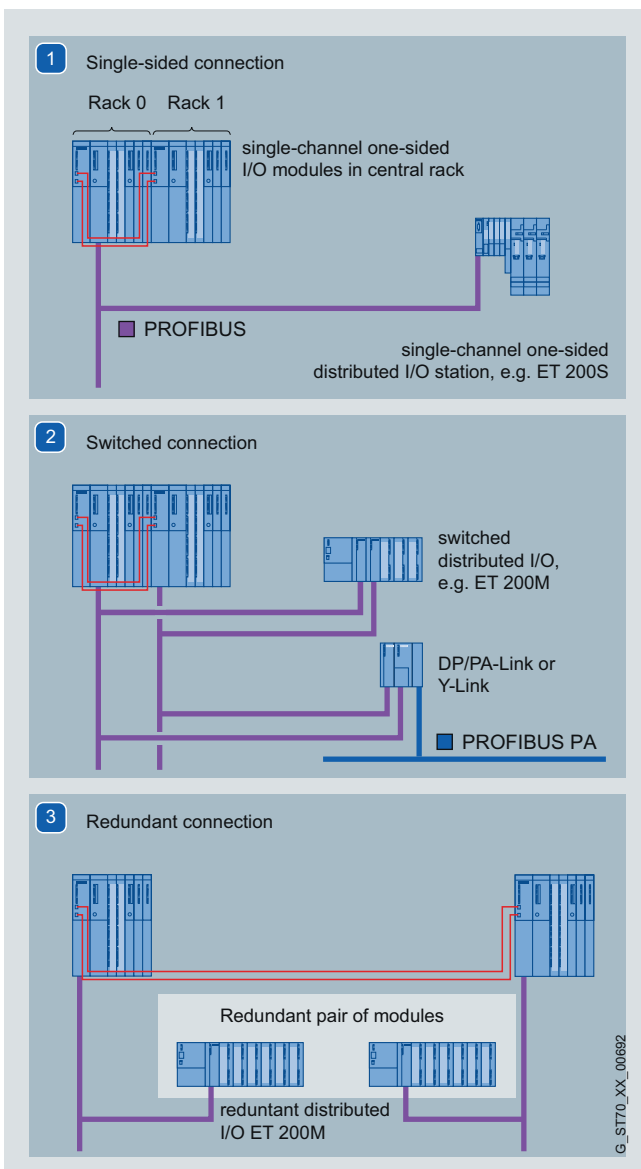 1 Single-sided connection
Rack 0 Rack 1
single-channel one-sided
I/O modules in central rack
PROFIBUS
single-channel one-sided
distributed I/O station, e.g. ET 200S
2 Switched connection
switched
distributed I/O,
e.g. ET 200M
DP/PA-Link or
Y-Link
PROFIBUS PA
3 Redundant connection
Redundant pair of modules
reduntant distributed
I/O ET 200M
G_ST70_XX_00692